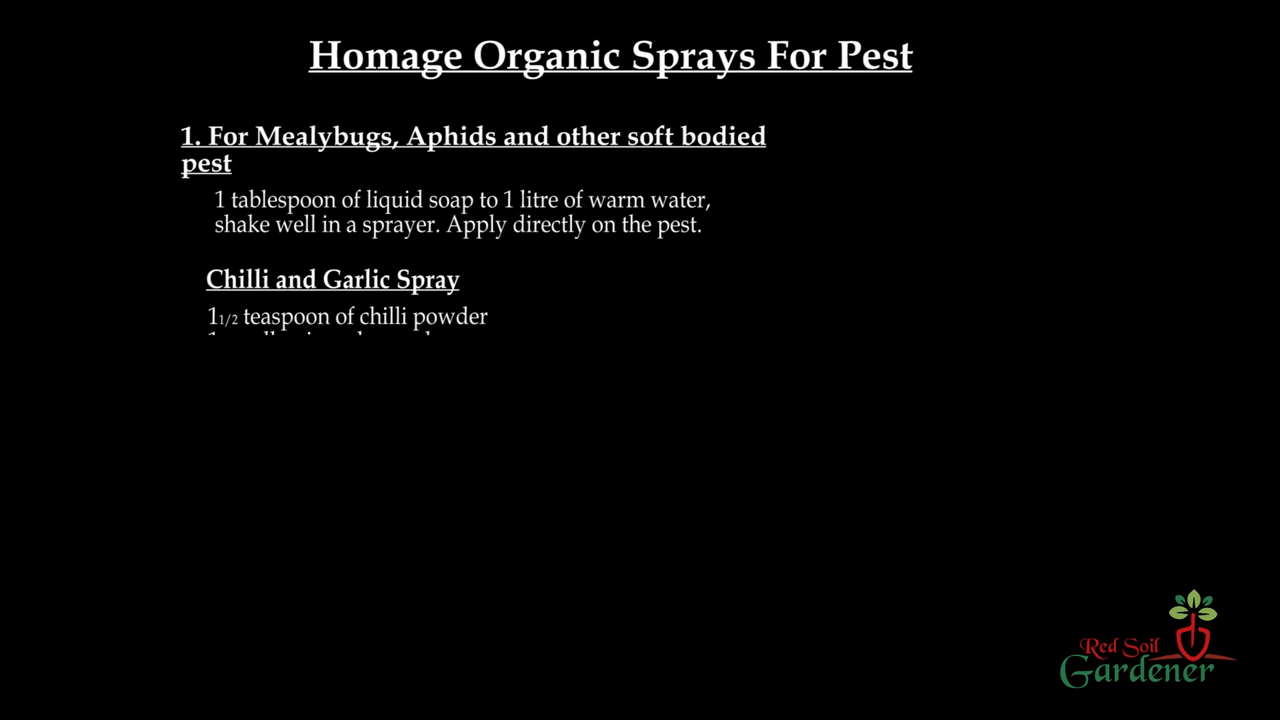 Homage Organic Sprays For Pest
1. For Mealybugs, Aphids and other soft bodied
pest
1 tablespoon of liquid soap to 1 litre of warm water,
shake well in a sprayer. Apply directly on the pest.
Chilli and Garlic Spray
1 1/2 teaspoon of chilli powder
Red Soil
Gardener